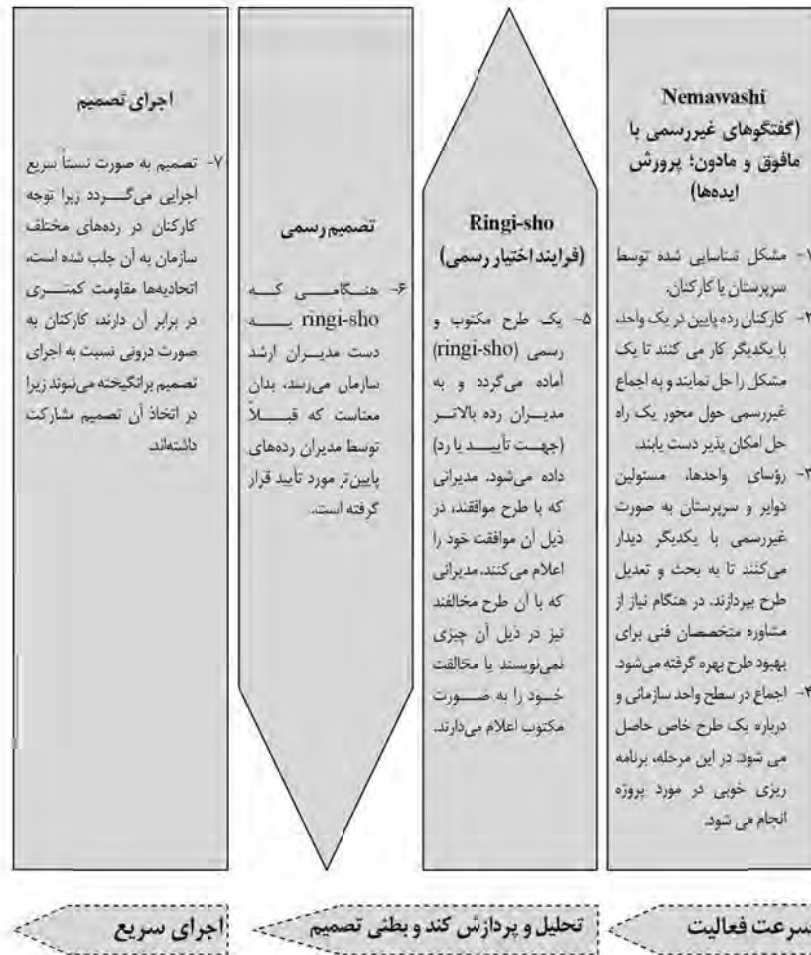 Nemawashi
(گفتگوهای غیررسمی با
مافوق و مادون؛ پرورش
ایده‌ها)
۱- مشکل شناسایی شده توسط
سرپرستان یا کارکنان.
۲- کارکنان رده پایین در یک واحد،
با یکدیگر کار می کنند تا یک
مشکل را حل نمایند و به اجماع
غیررسمی حول محور یک راه
حل امکان پذیر دست یابند.
۳- رؤسای واحدها، مسئولین
دوایر و سرپرستان به صورت
غیررسمی با یکدیگر دیدار
می‌کنند تا به بحث و تعدیل
طرح بپردازند. در هنگام نیاز از
مشاوره متخصصان فنی برای
بهبود طرح بهره گرفته می‌شود.
۴- اجماع در سطح واحد سازمانی و
درباره یک طرح خاص حاصل
می شود. در این مرحله، برنامه
ریزی خوبی در مورد پروژه
انجام می شود.
Ringi-sho
(فرایند اختیار رسمی)
۵- یک طرح مکتوب و
رسمی (ringi-sho)
آماده می‌گردد و به
مدیران رده بالاتر
(جهت تأیید یا رد)
داده می‌شود. مدیرانی
که با طرح موافقند، در
ذیل آن موافقت خود را
اعلام می‌کنند. مدیرانی
که با آن طرح مخالفند
نیز در ذیل آن چیزی
نمی‌نویسند یا مخالفت
خود را به صورت
مکتوب اعلام می‌دارند.
تصمیم رسمی
۶- هنگامی که
ringi-sho به
دست مدیران ارشد
سازمان می‌رسد، بدان
معناست که قبلاً
توسط مدیران رده‌های
پایین‌تر مورد تأیید قرار
گرفته است.
اجرای تصمیم
۷- تصمیم به صورت نسبتاً سریع
اجرایی می‌گردد زیرا توجه
کارکنان در رده‌های مختلف
سازمان به آن جلب شده است،
اتحادیه‌ها مقاومت کمتری
در برابر آن دارند، کارکنان به
صورت درونی نسبت به اجرای
تصمیم برانگیخته می‌شوند زیرا
در اتخاذ آن تصمیم مشارکت
داشته‌اند.
سرعت فعالیت
تحلیل و پردازش کند و بطئی تصمیم
اجرای سریع